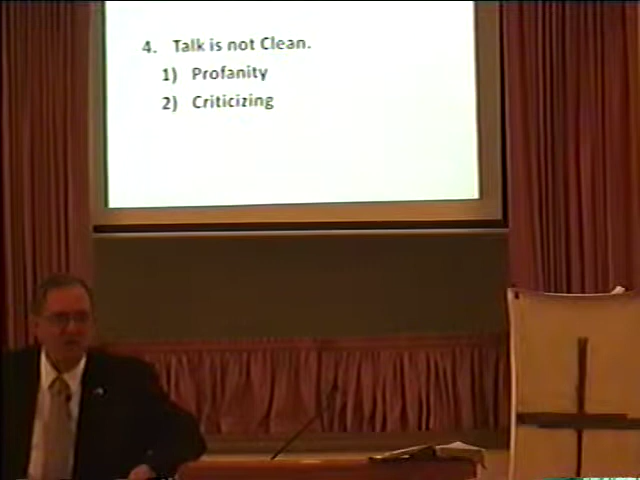 4. Talk is not Clean.
1) Profanity
2) Criticizing